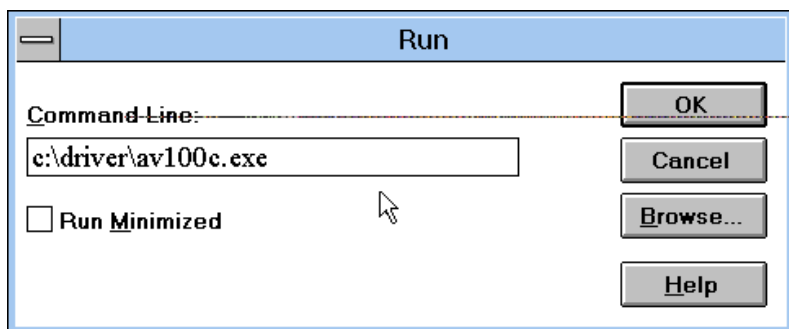 Run
Command Line:
c:\driver\av100c.exe
Run Minimized
OK
Cancel
Browse...
Help